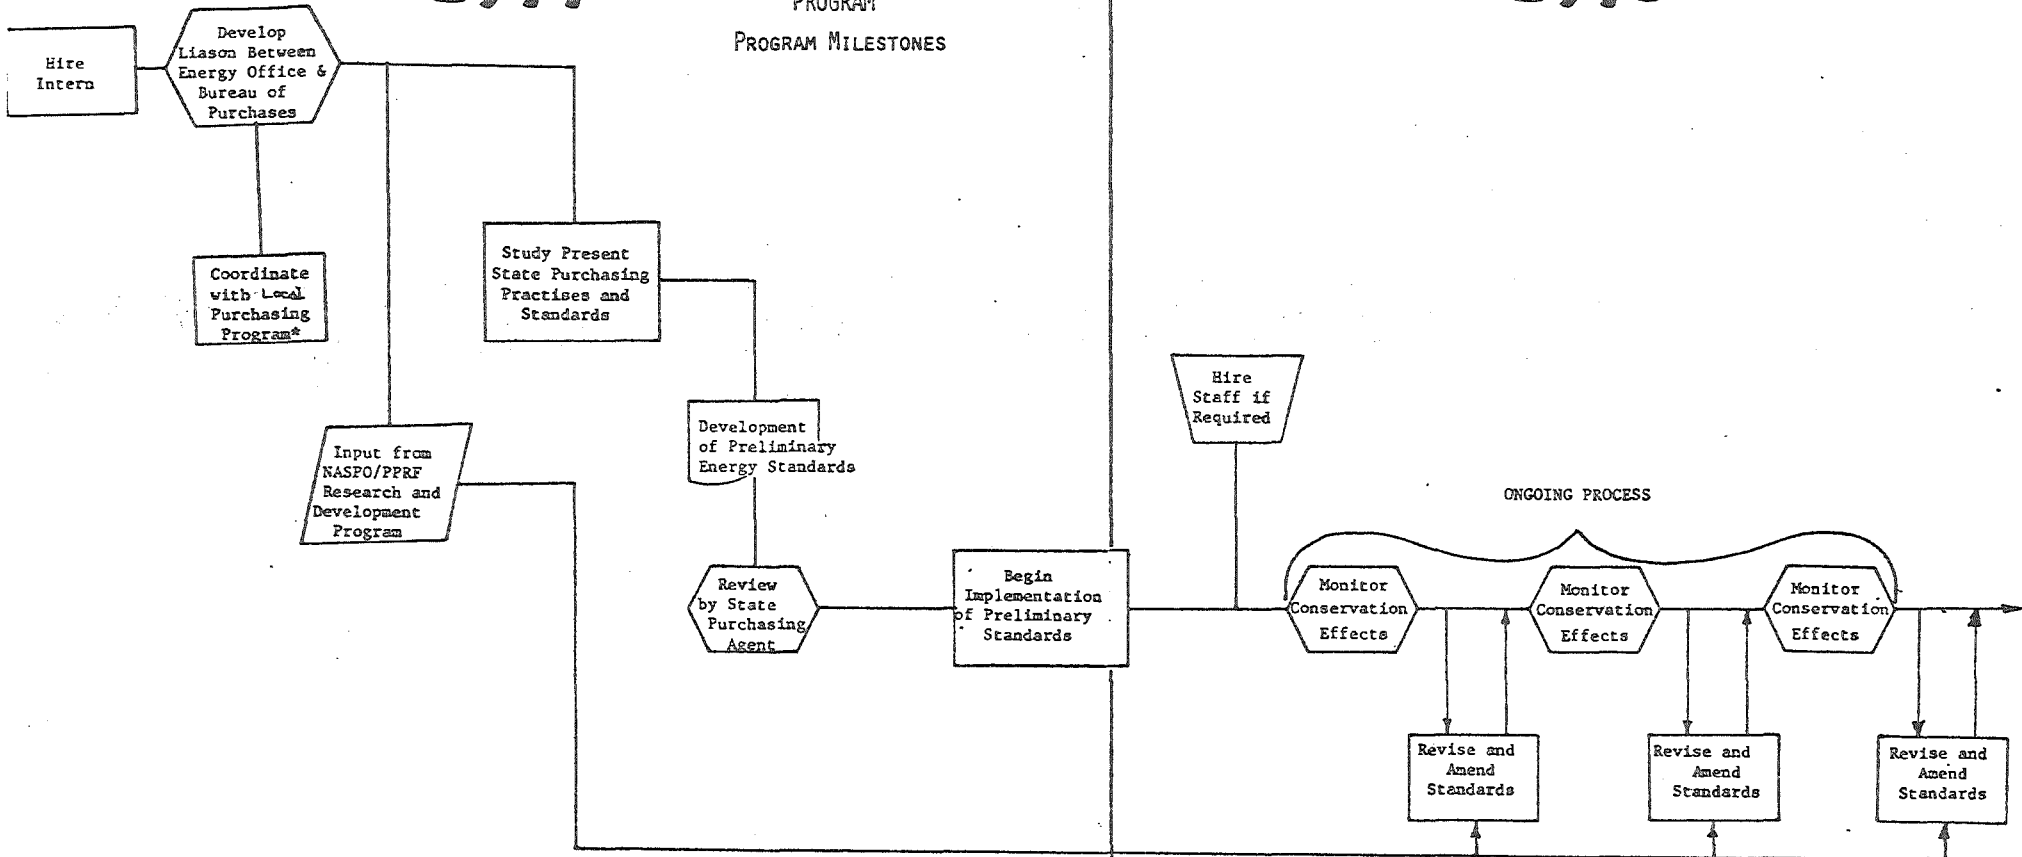 PROGRAM
PROGRAM MILESTONES
Hire
Intern
Develop
Liason Between
Energy Office &
Bureau of
Purchases
Coordinate
with Local
Purchasing
Program*
Study Present
State Purchasing
Practises and
Standards
Input from
NASPO/PPRF
Research and
Development
Program
Development
of Preliminary
Energy Standards
Review
by State
Purchasing
Agent
Begin
Implementation
of Preliminary
Standards
Hire
Staff if
Required
ONGOING PROCESS
Monitor
Conservation
Effects
Monitor
Conservation
Effects
Monitor
Conservation
Effects
Revise and
Amend
Standards
Revise and
Amend
Standards
Revise and
Amend
Standards